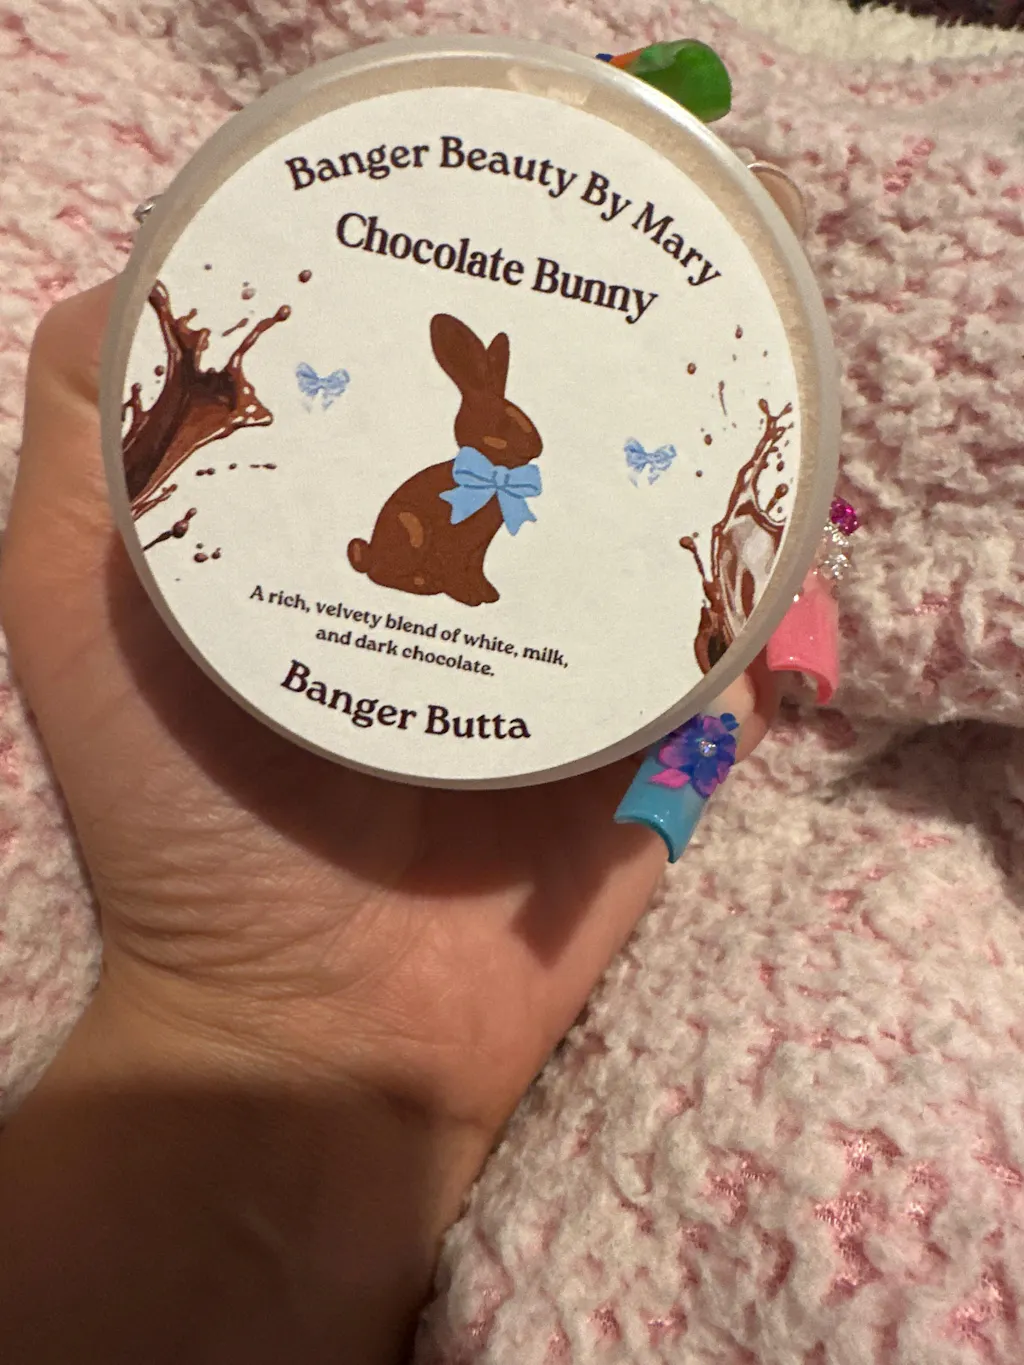 Banger Beauty By Mary
Chocolate Bunny
A rich, velvety blend of white, milk,
and dark chocolate.
Banger Butta